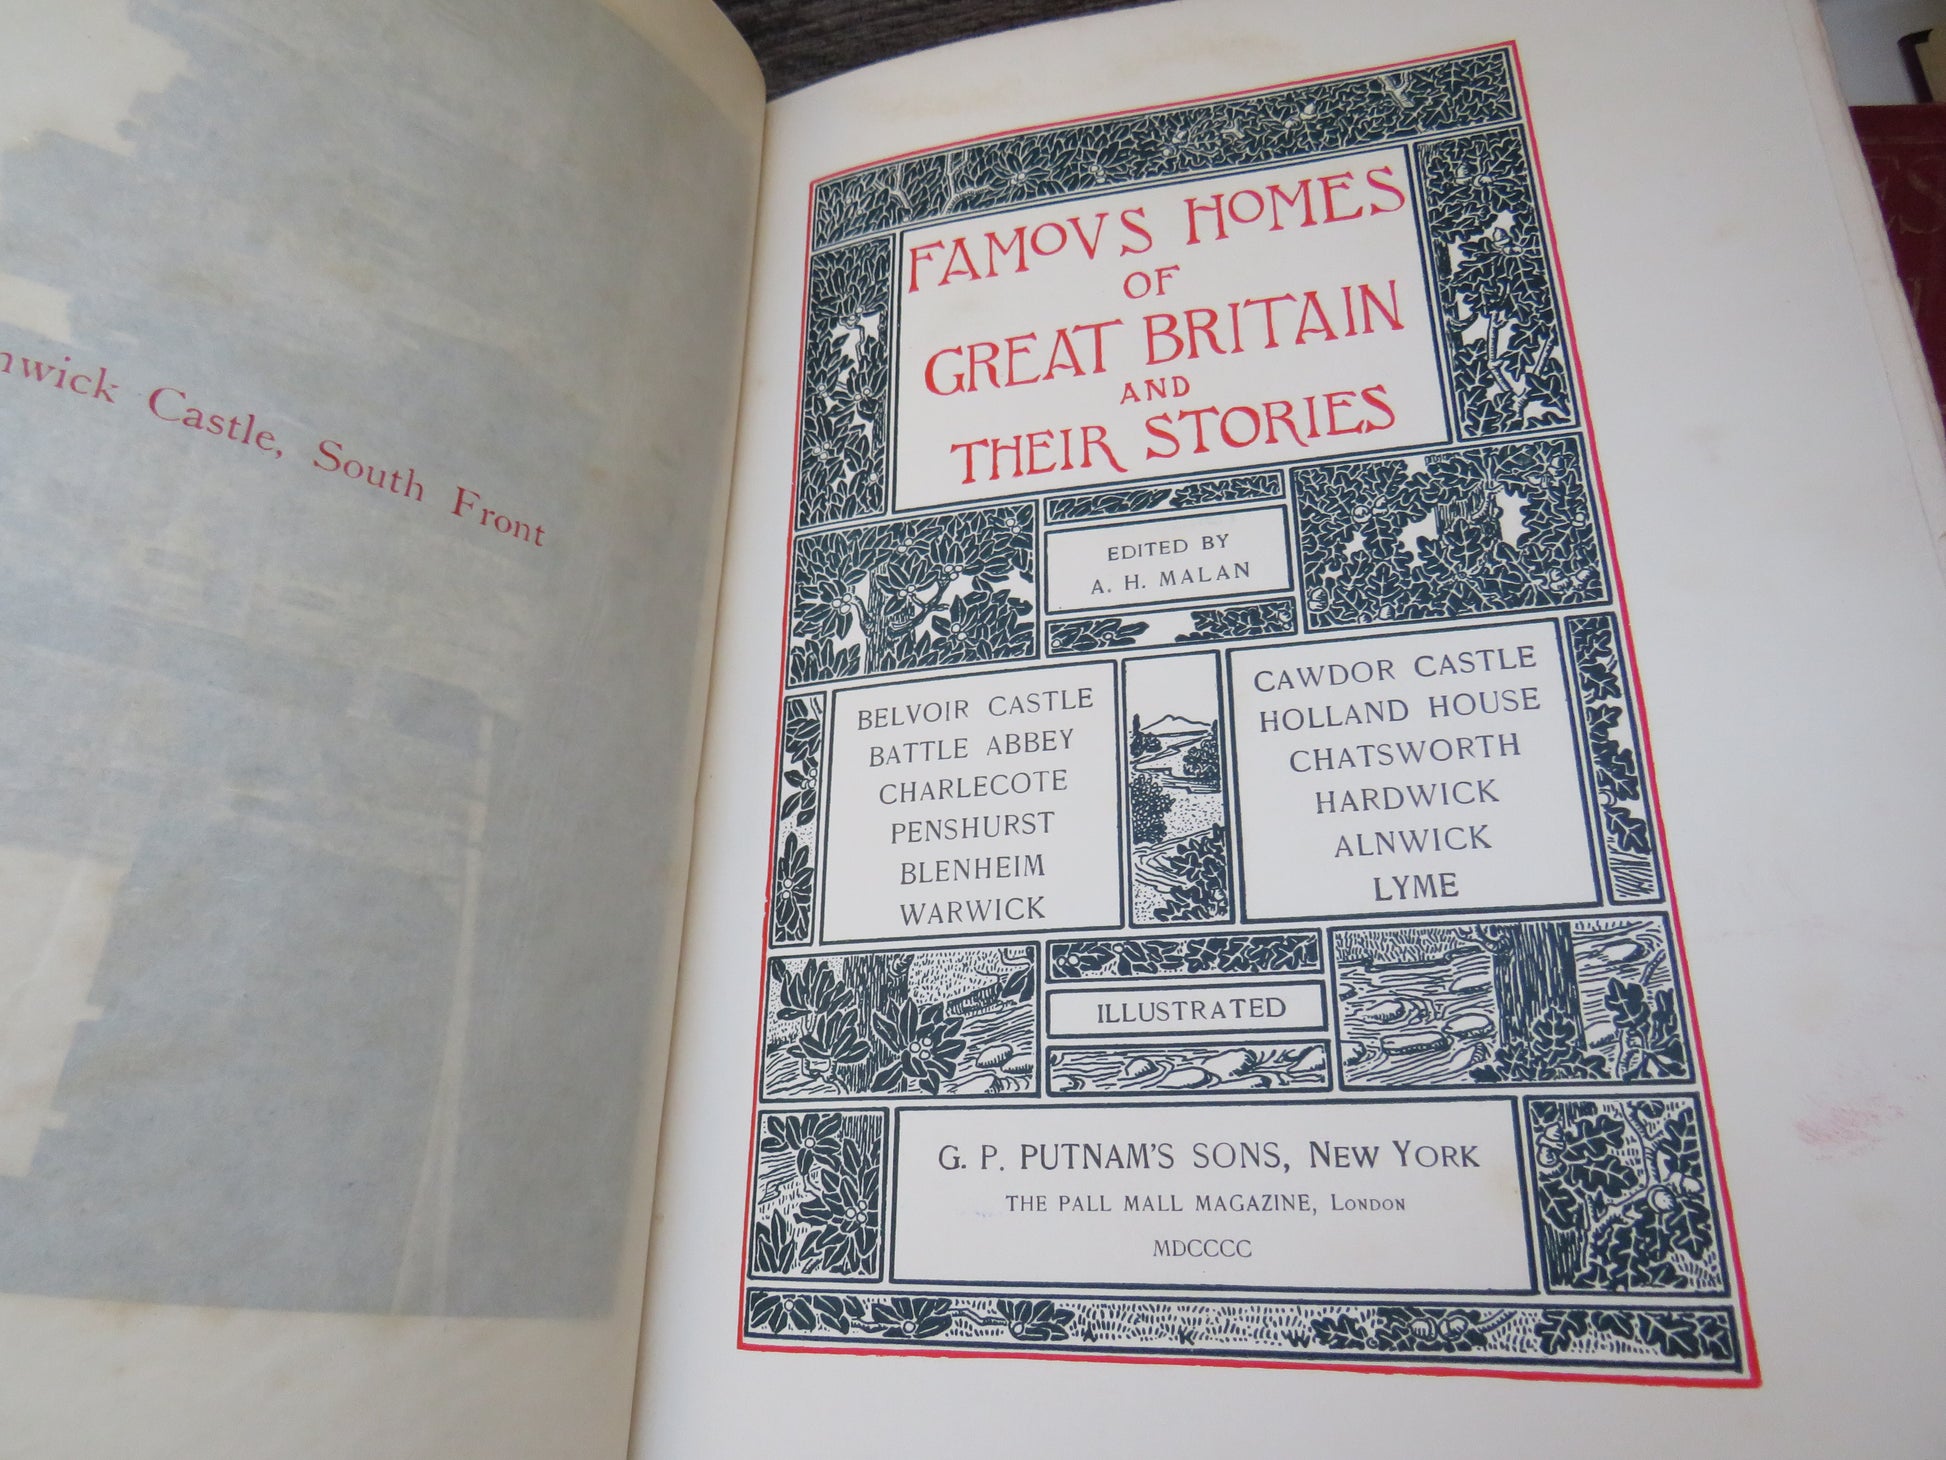 Castle, South Front
FAMOVS HOMES
OF
GREAT BRITAIN
AND
THEIR STORIES
EDITED BY
A. H. MALAN
BELVOIR CASTLE
BATTLE ABBEY
CHARLECOTE
PENSHURST
BLENHEIM
WARWICK
CAWDOR CASTLE
HOLLAND HOUSE
CHATSWORTH
HARDWICK
ALNWICK
LYME
ILLUSTRATED
G. P. PUTNAM'S SONS, NEW YORK
THE PALL MALL MAGAZINE, LONDON
MDCCCC
A K W